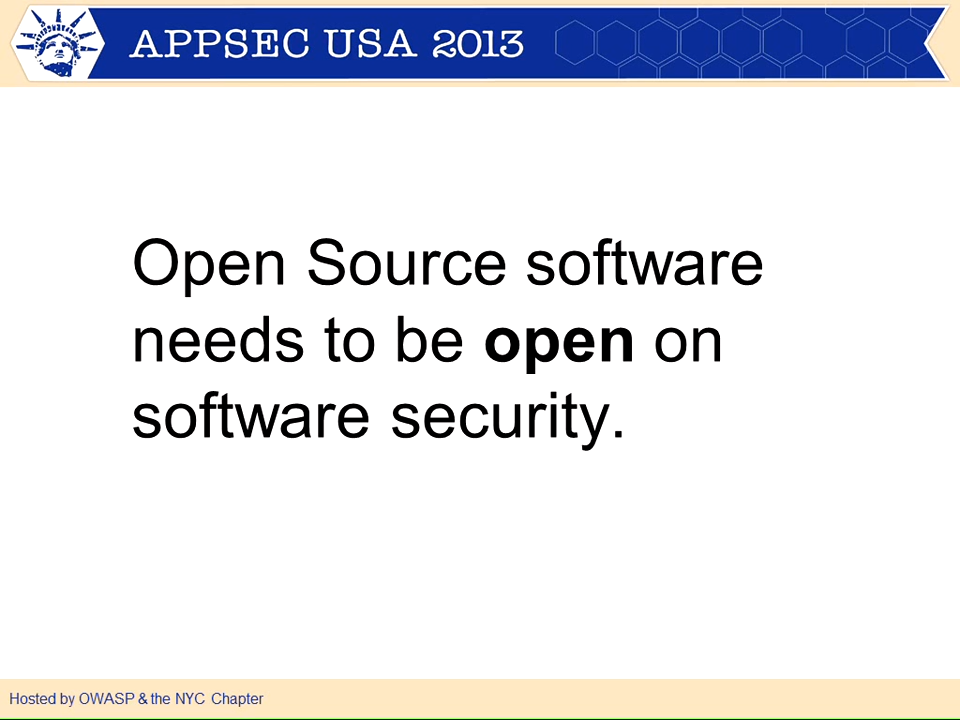 APPSEC USA 2013
Open Source software
needs to be open on
software security.
Hosted by OWASP & the NYC Chapter